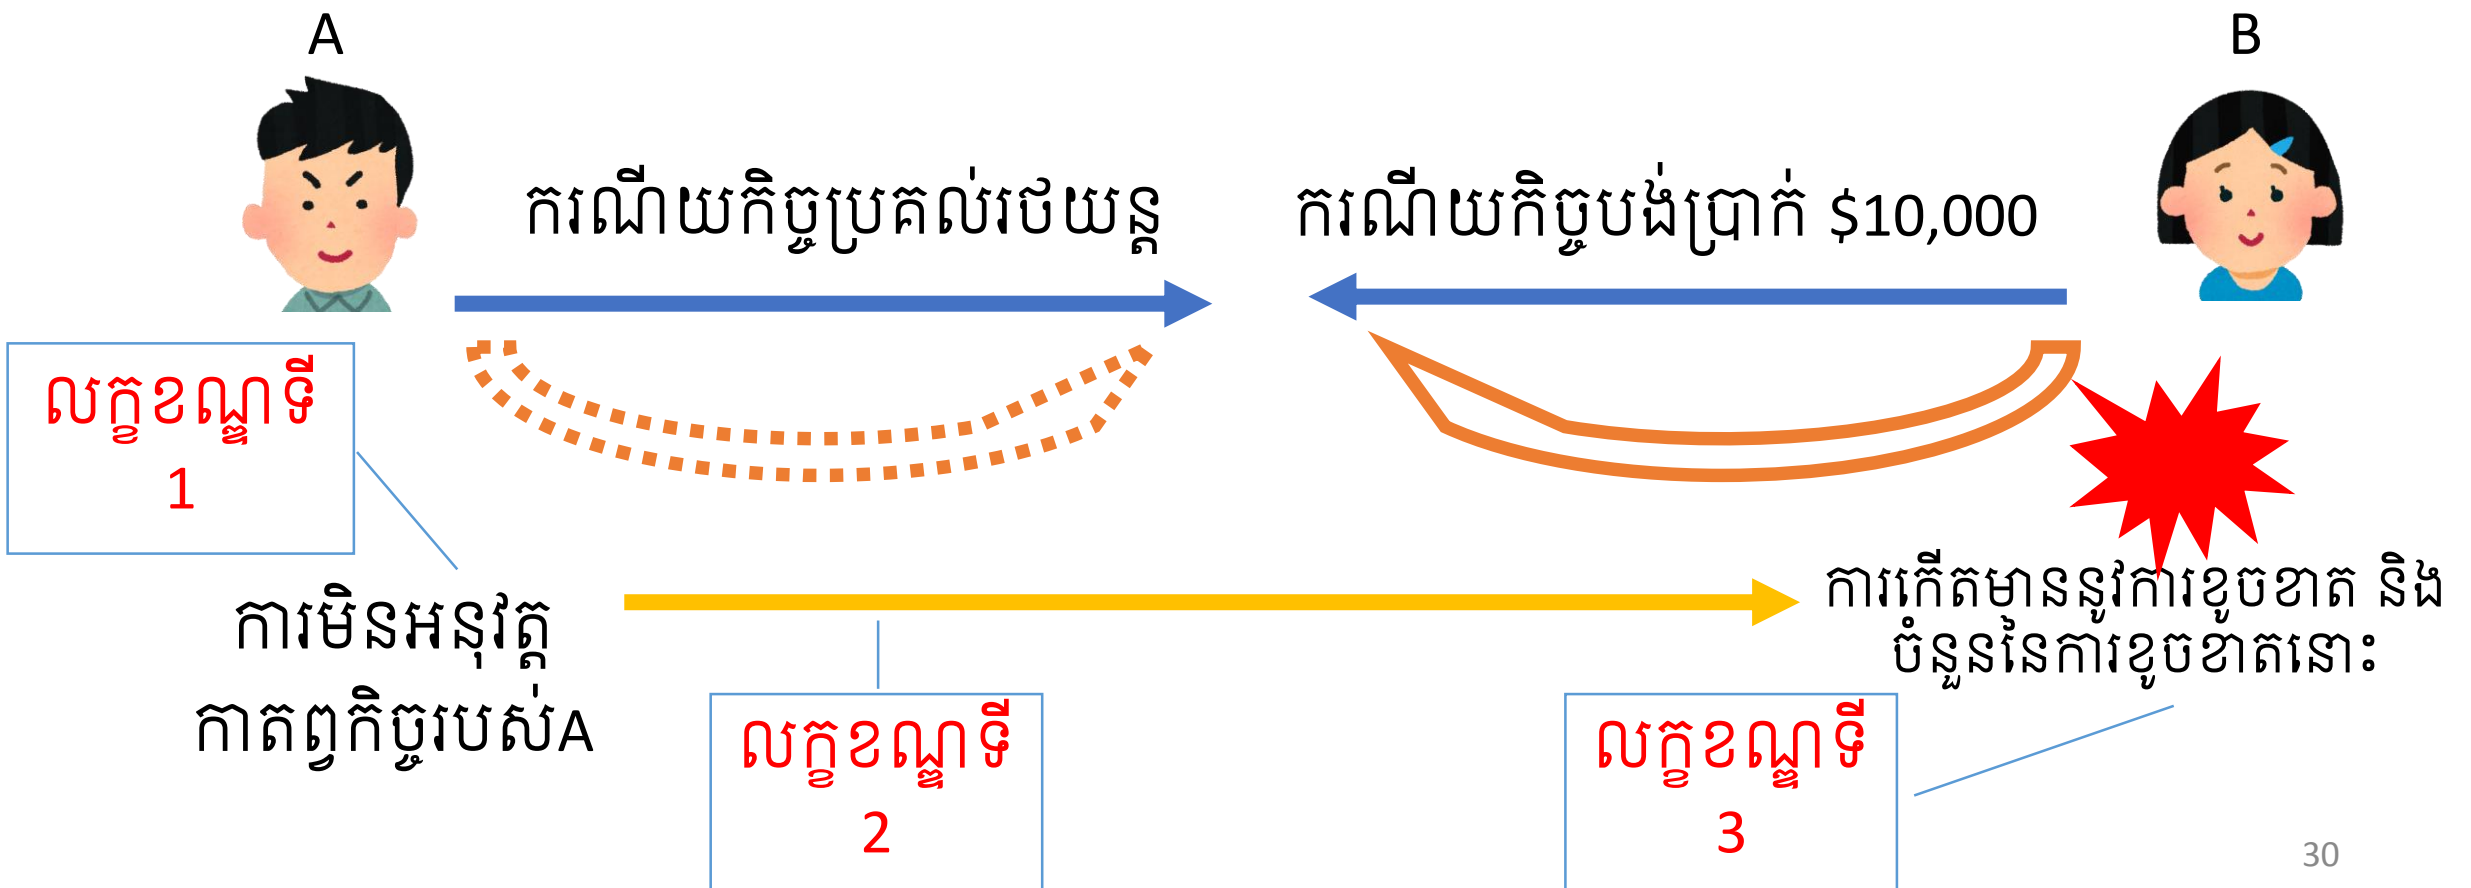 A
B
ករណីយកិច្ចប្រគល់រថយន្ត
ករណីយកិច្ចបង់ប្រាក់ $10,000
លក្ខខណ្ឌទី
1
ការមិនអនុវត្ត
កាតព្វកិច្ចរបស់A
ការកើតមាននូវការខូចខាត និង
ចំនួននៃការខូចខាតនោះ
លក្ខខណ្ឌទី
2
លក្ខខណ្ឌទី
3
30